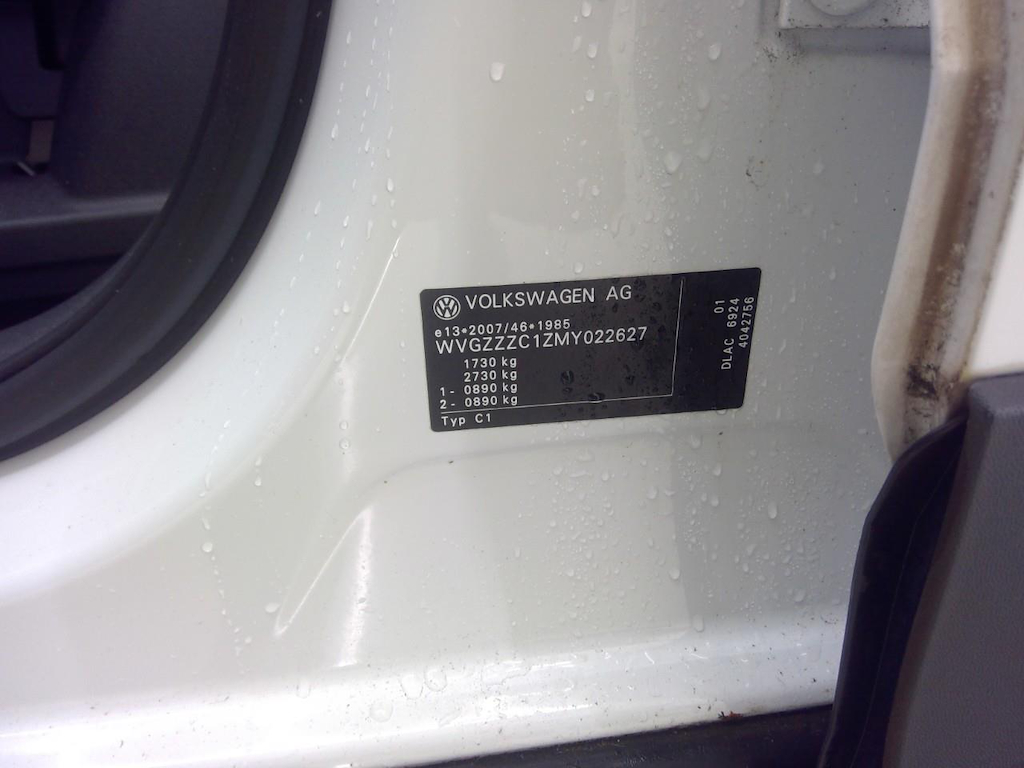 VOLKSWAGEN AG
e13*2007/46*1985
WVGZZZC1ZMY022627
1730 kg
2730 kg
1- 0890 kg
2- 0890 kg
Typ C1
01
DLAC 6924
4042756